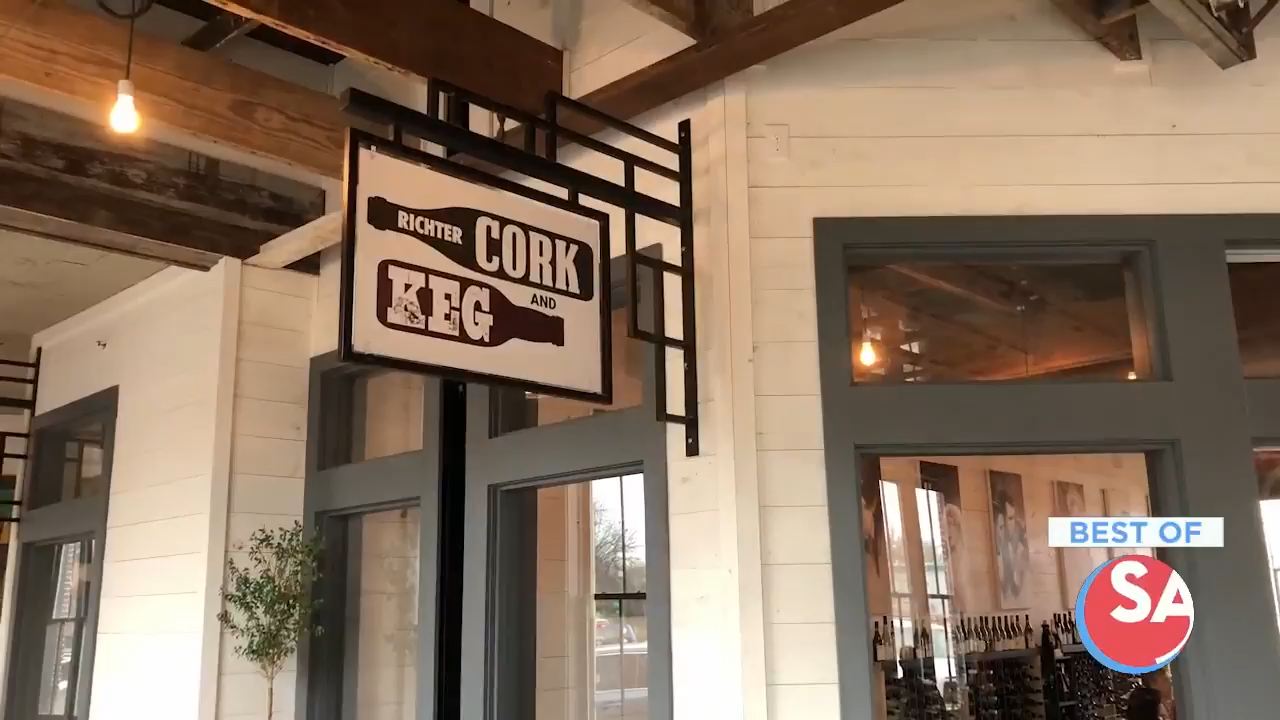 RICHTER CORK
AND
KEG
BEST OF
SA